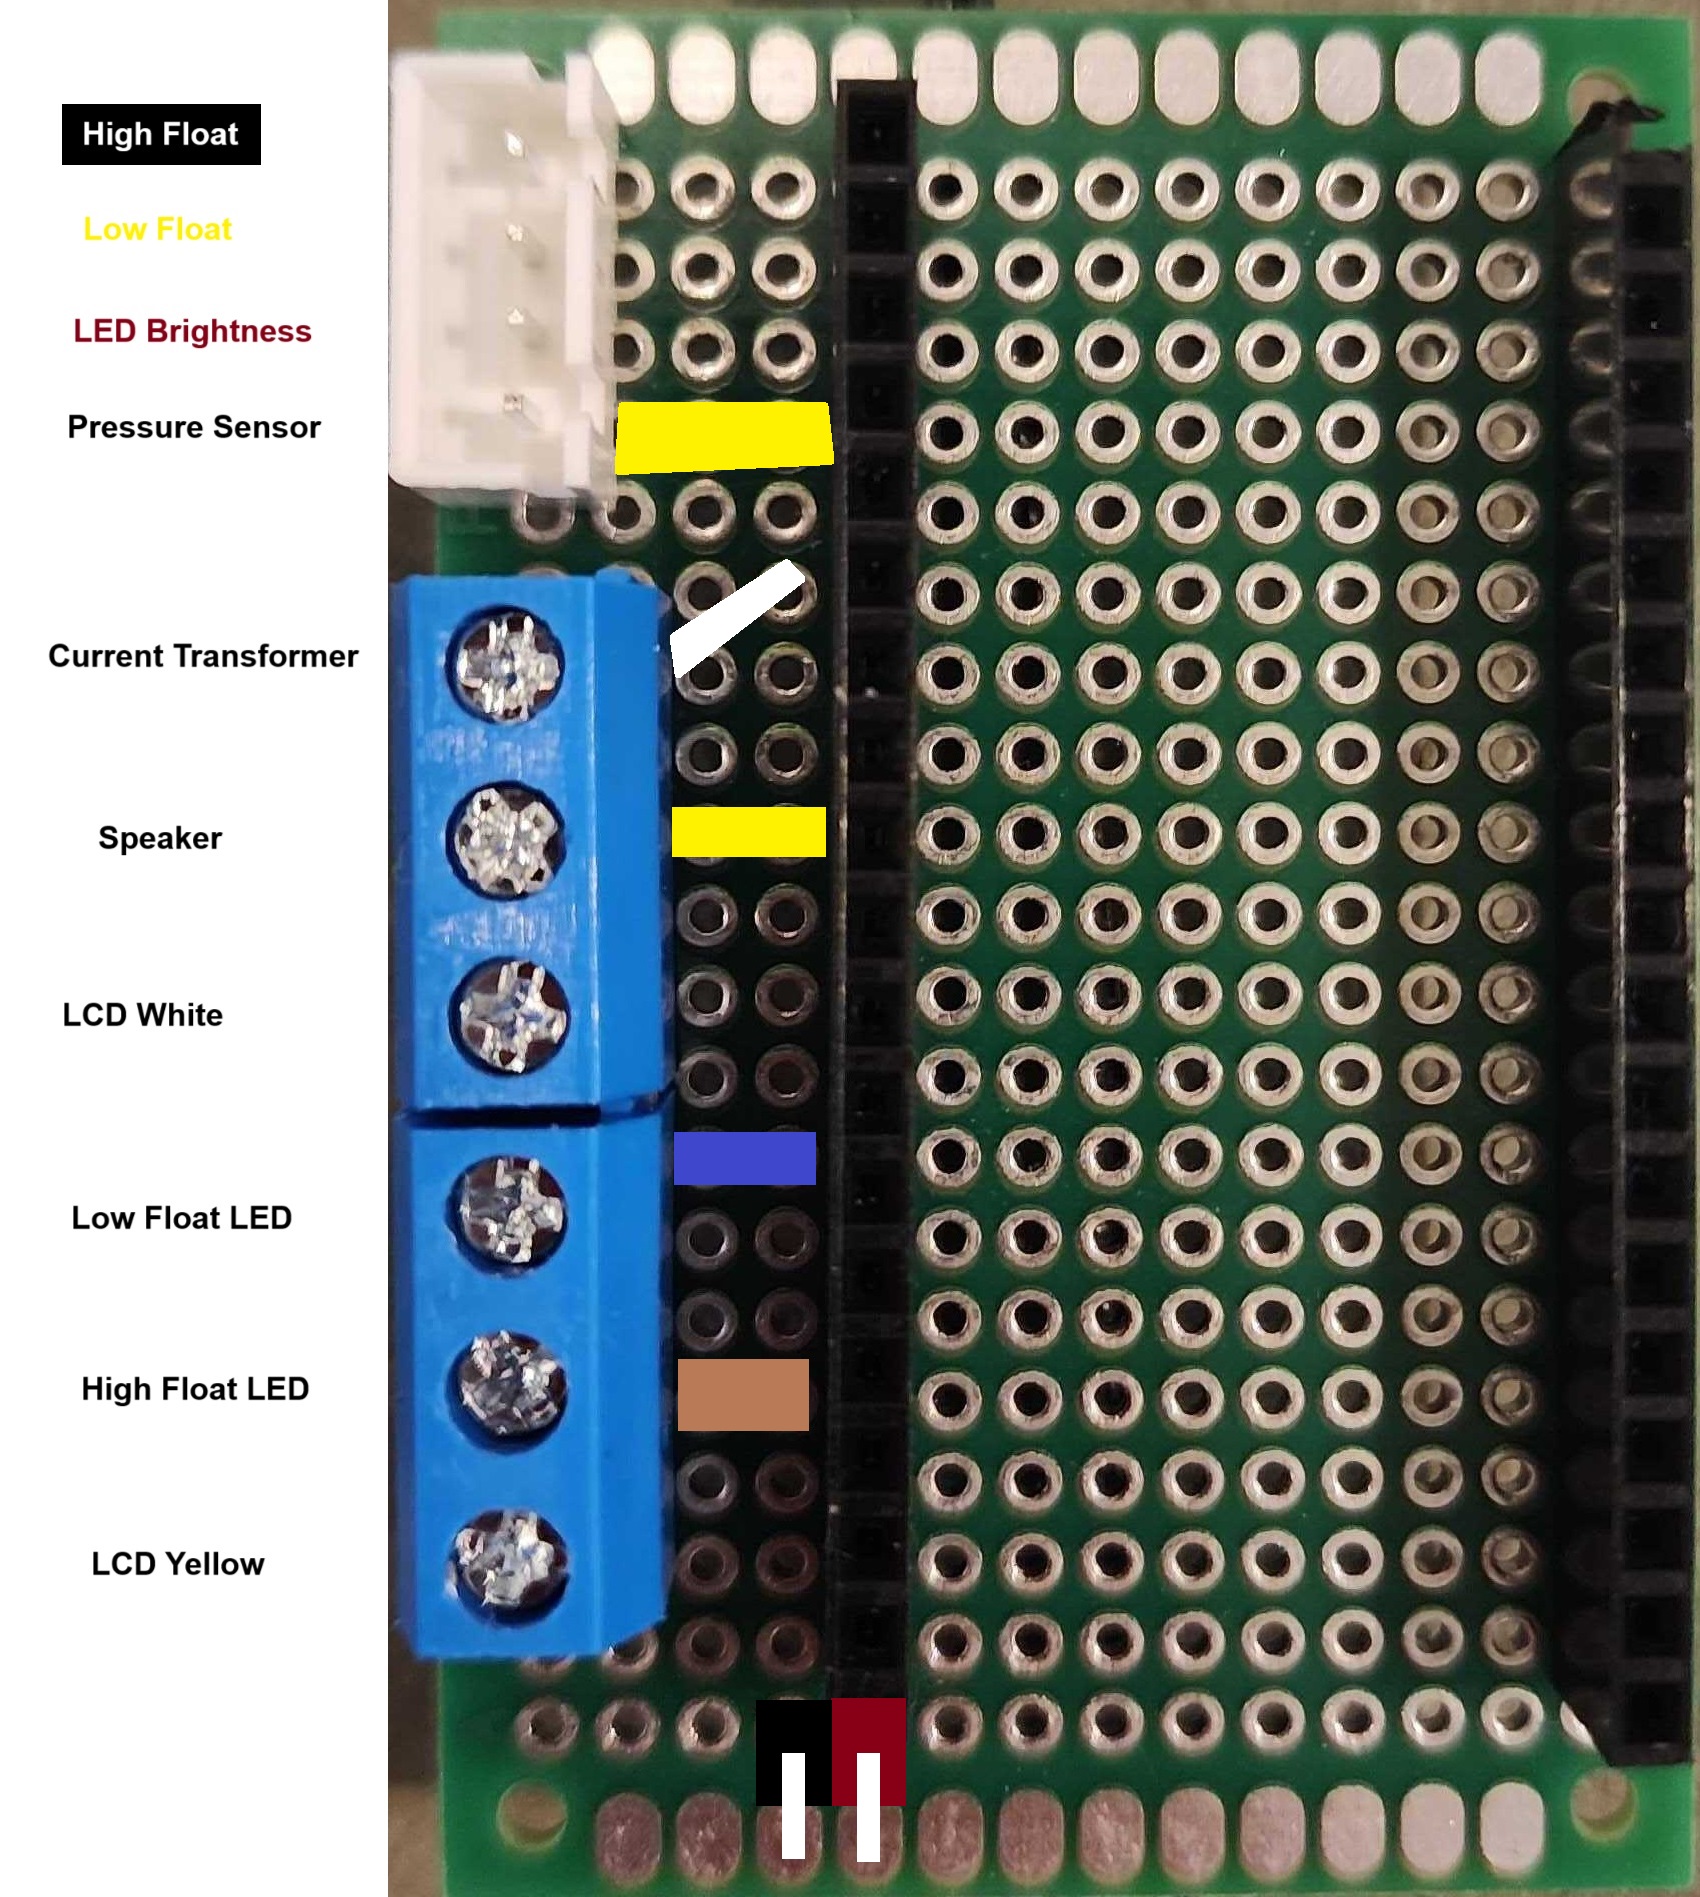 High Float
Low Float
LED Brightness
Pressure Sensor
Current Transformer
Speaker
LCD White
Low Float LED
High Float LED
LCD Yellow